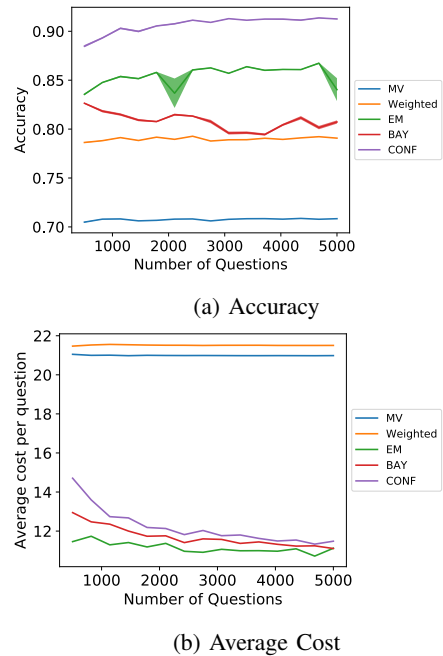 0.90
0.85
0.80
0.75
0.70
Accuracy
1000 2000 3000 4000 5000
Number of Questions
MV
Weighted
EM
BAY
CONF
(a) Accuracy
22
20
18
16
14
12
Average cost per question
1000 2000 3000 4000 5000
Number of Questions
MV
Weighted
EM
BAY
CONF
(b) Average Cost